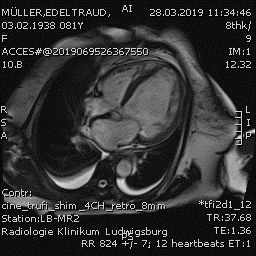 MÜLLER,EDELTRAUD, AI 28.03.2019 11:34:46
03.02.1938 081Y 8thk/
F 9
ACCES#@2019069526367550 IM:1
10.B 12.32
R L
S I
A P
Contr:
cine_trufi_shim_4CH_retro_8mm *tfi2d1_12
Station:LB-MR2 TR:37.68
Radiologie Klinikum Ludwigsburg TE:1.36
RR 824 +/- 7; 12 heartbeats ET:1